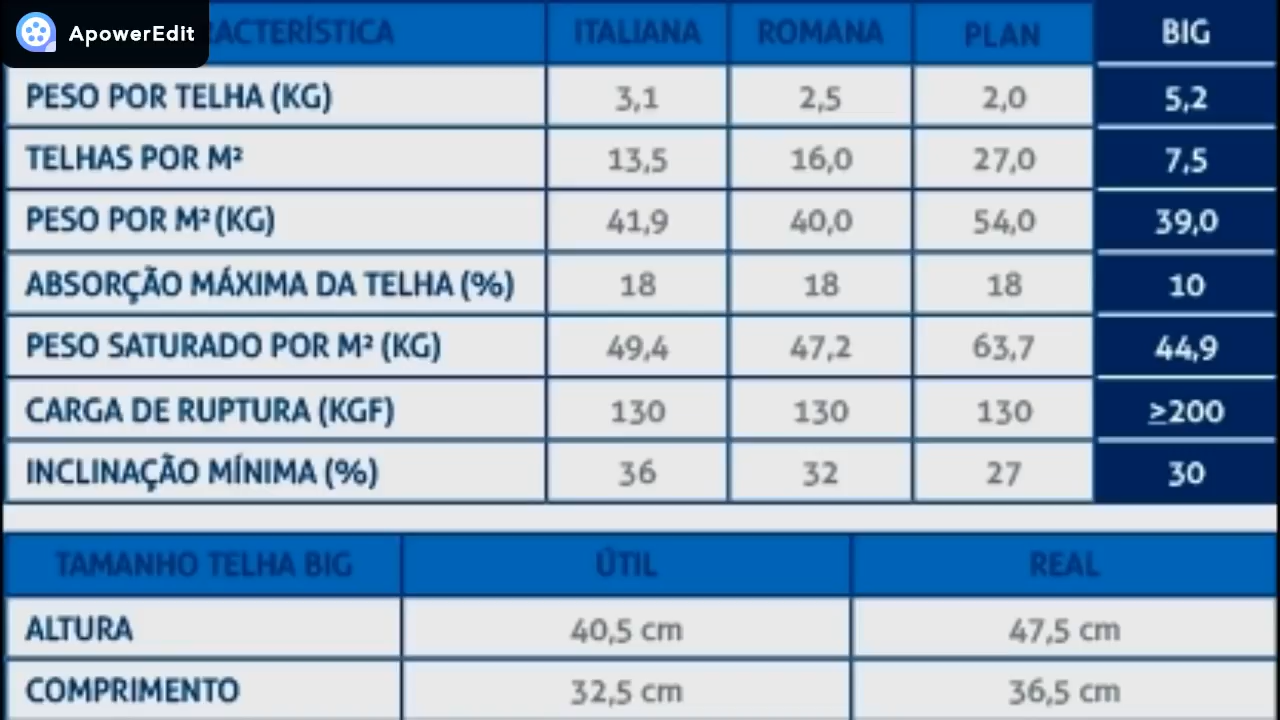 ApowerEdit
RACTERÍSTICA ITALIANA ROMANA PLAN BIG
PESO POR TELHA (KG) 3,1 2,5 2,0 5,2
TELHAS POR M² 13,5 16,0 27,0 7,5
PESO POR M² (KG) 41,9 40,0 54,0 39,0
ABSORÇÃO MÁXIMA DA TELHA (%) 18 18 18 10
PESO SATURADO POR M² (KG) 49,4 47,2 63,7 44,9
CARGA DE RUPTURA (KGF) 130 130 130 ≥200
INCLINAÇÃO MÍNIMA (%) 36 32 27 30
TAMANHO TELHA BIG ÚTIL REAL
ALTURA 40,5 cm 47,5 cm
COMPRIMENTO 32,5 cm 36,5 cm